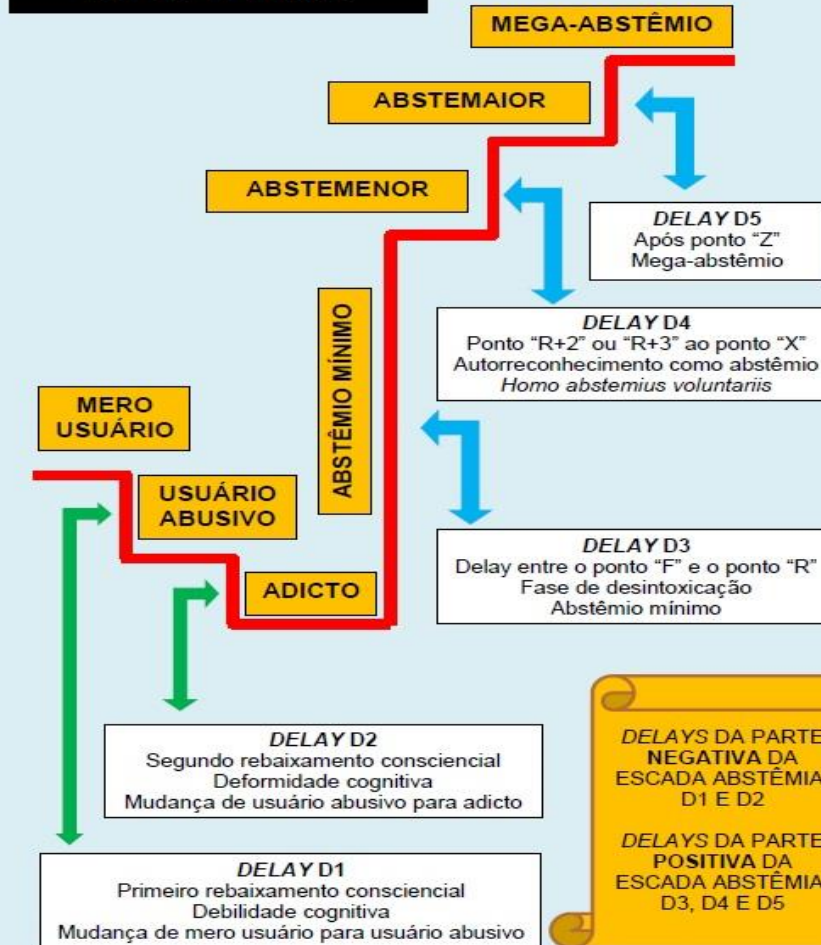 MEGA-ABSTÊMIO
ABSTEMAIOR
ABSTEMENOR
DELAY D5
Após ponto “Z”
Mega-abstêmio
DELAY D4
Ponto “R+2” ou “R+3” ao ponto “X”
Autorreconhecimento como abstêmio
Homo abstemius voluntariis
ABSTÊMIO MÍNIMO
MERO
USUÁRIO
USUÁRIO
ABUSIVO
ADICTO
DELAY D3
Delay entre o ponto “F” e o ponto “R”
Fase de desintoxicação
Abstêmio mínimo
DELAY D2
Segundo rebaixamento consciencial
Deformidade cognitiva
Mudança de usuário abusivo para adicto
DELAYS DA PARTE
NEGATIVA DA
ESCADA ABSTÊMIA
D1 E D2
DELAYS DA PARTE
POSITIVA DA
ESCADA ABSTÊMIA
D3, D4 E D5
DELAY D1
Primeiro rebaixamento consciencial
Debilidade cognitiva
Mudança de mero usuário para usuário abusivo